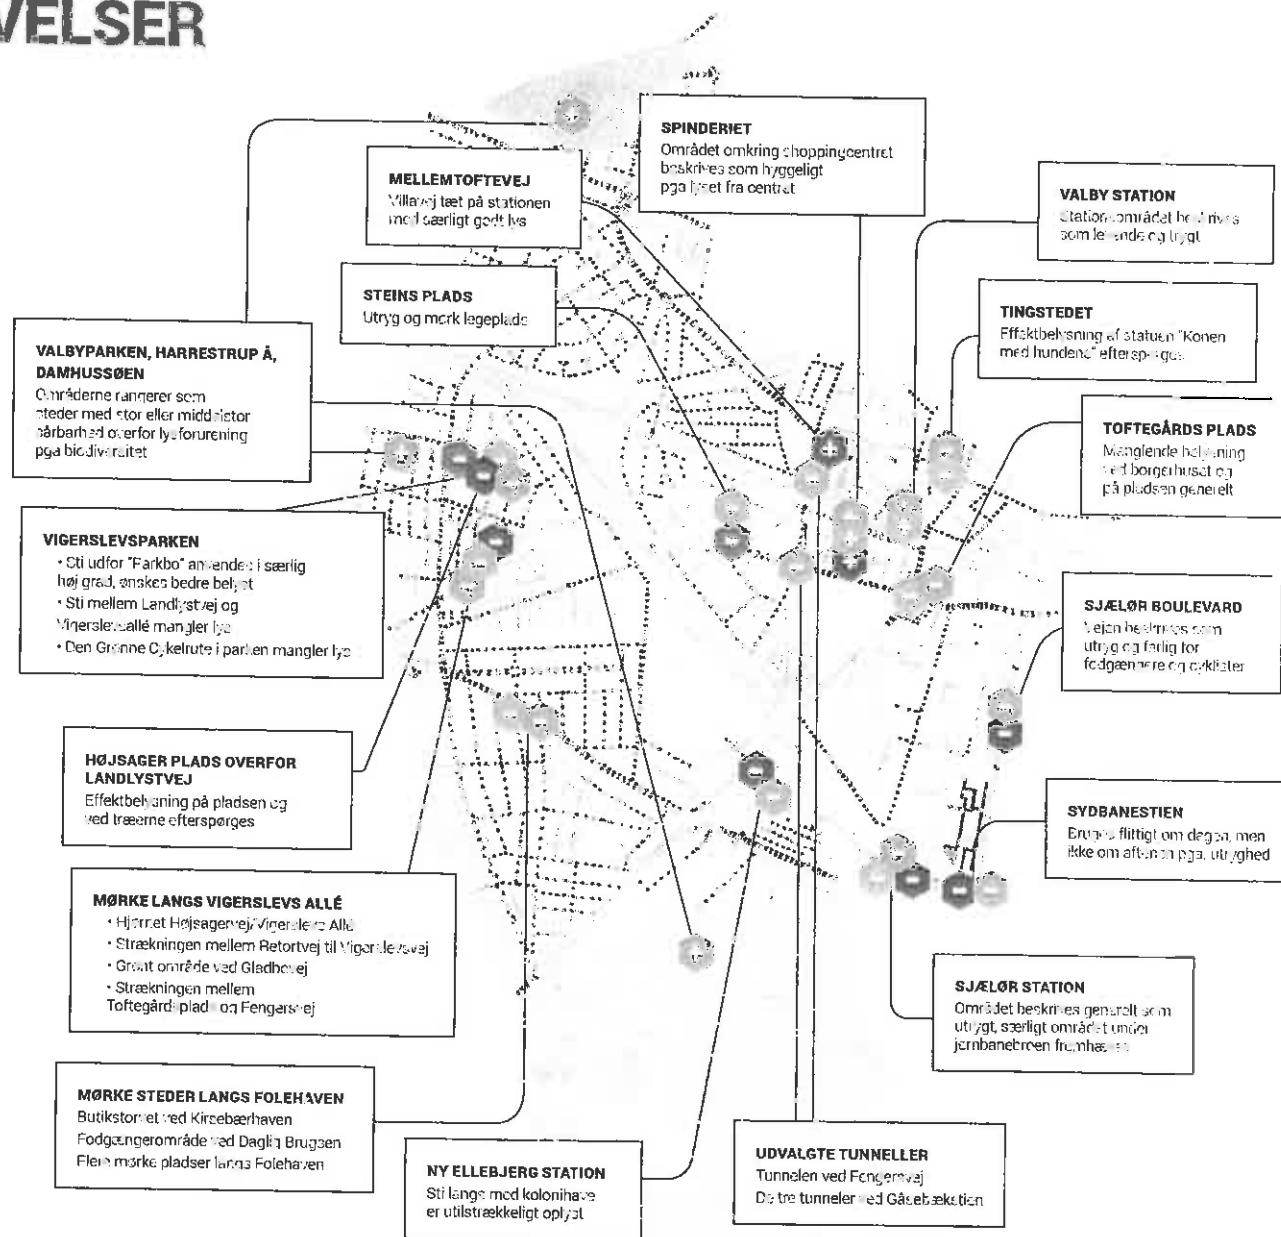 VELSER
SPINDERIET
Området omkring shoppingcentret
beskrives som hyggeligt
pga lyset fra centret
MELLEMTOFTEVEJ
Villavej tæt på stationen
med særligt godt lys
VALBY STATION
Stationsområdet beskrives
som levende og trygt
STEINS PLADS
Utryg og mørk legeplads
TINGSTEDET
Effektbelysning af statuen "Konen
med hundene" efterspørges
VALBYPARKEN, HARRESTRUP Å,
DAMHUSSØEN
Områderne rangerer som
steder med stor eller middelstor
sårbarhed overfor lysforurening
pga biodiversitet
TOFTEGÅRDS PLADS
Manglende belysning
ved borgerhuset og
på pladsen generelt
VIGERSLEVSPARKEN
• Sti udfor "Parkbo" anvendes i særlig
høj grad, ønskes bedre belyst
• Sti mellem Landlystvej og
Vigerslevsallé mangler lys
• Den Grønne Cykelrute i parken mangler lys
SJÆLØR BOULEVARD
Vejen beskrives som
utryg og farlig for
fodgængere og cyklister
HØJSAGER PLADS OVERFOR
LANDLYSTVEJ
Effektbelysning på pladsen og
ved træerne efterspørges
SYDBANESTIEN
Bruges flittigt om dagen, men
ikke om aftenen pga. utryghed
MØRKE LANGS VIGERSLEVS ALLÉ
• Hjørnet Højsagervej/Vigerslevs Allé
• Strækningen mellem Retortvej til Vigerslevsvej
• Grønt område ved Gladbovej
• Strækningen mellem
Toftegårdsplads og Fengersvej
SJÆLØR STATION
Området beskrives generelt som
utrygt, særligt området under
jernbanebroen fremhæves
MØRKE STEDER LANGS FOLEHAVEN
Butikstorvet ved Kirsebærhaven
Fodgængerområde ved Daglig Brugsen
Flere mørke pladser langs Folehaven
NY ELLEBJERG STATION
Sti langs med kolonihave
er utilstrækkeligt oplyst
UDVALGTE TUNNELLER
Tunnelen ved Fengersvej
De tre tunneler ved Gåsebækstien